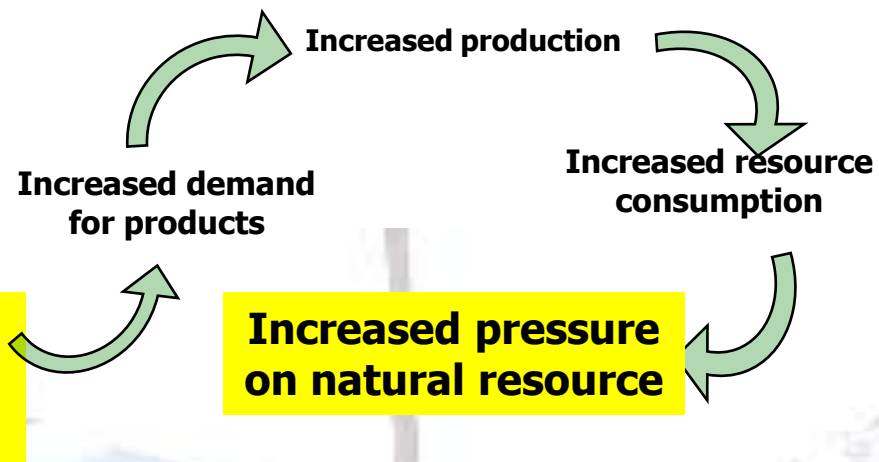 Increased production
Increased resource
consumption
Increased demand
for products
Increased pressure
on natural resource